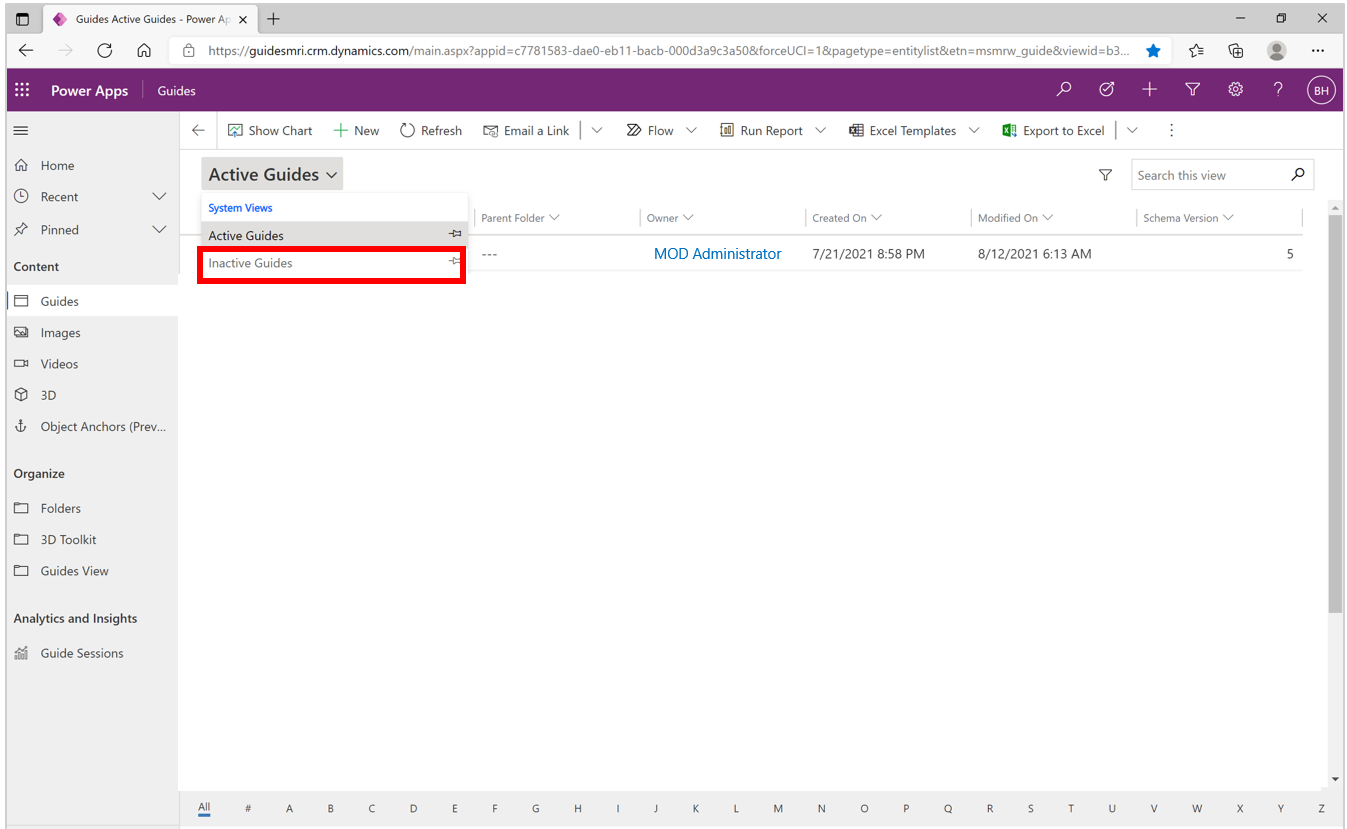 Guides Active Guides - Power Ap
https://guidesmri.crm.dynamics.com/main.aspx?appid=c7781583-dae0-eb11-bacb-000d3a9c3a50&forceUCI=1&pagetype=entitylist&etn=msmrw_guide&viewid=b3...
Power Apps Guides BH
Show Chart New Refresh Email a Link Flow Run Report Excel Templates Export to Excel
Home
Recent
Pinned
Content
Guides
Images
Videos
3D
Object Anchors (Prev...
Organize
Folders
3D Toolkit
Guides View
Analytics and Insights
Guide Sessions
Active Guides
Search this view
System Views
Active Guides
Inactive Guides
Parent Folder Owner Created On Modified On Schema Version
--- MOD Administrator 7/21/2021 8:58 PM 8/12/2021 6:13 AM 5
All # A B C D E F G H I J K L M N O P Q R S T U V W X Y Z